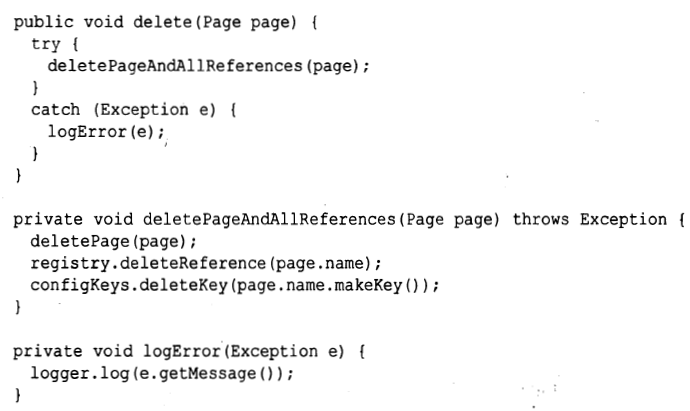 public void delete(Page page) {
  try {
    deletePageAndAllReferences(page);
  }
  catch (Exception e) {
    logError(e);
  }
}

private void deletePageAndAllReferences(Page page) throws Exception {
  deletePage(page);
  registry.deleteReference(page.name);
  configKeys.deleteKey(page.name.makeKey());
}

private void logError(Exception e) {
  logger.log(e.getMessage());
}